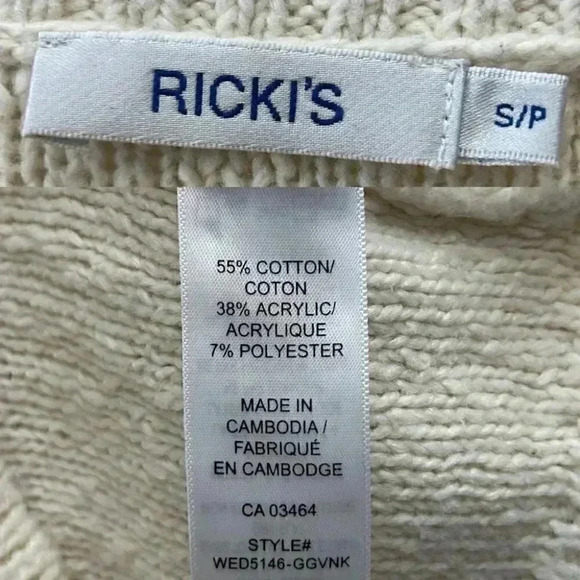 RICKI'S
S/P
55% COTTON/
COTON
38% ACRYLIC/
ACRYLIQUE
7% POLYESTER
MADE IN
CAMBODIA /
FABRIQUÉ
EN CAMBODGE
CA 03464
STYLE#
WED5146-GGVNK